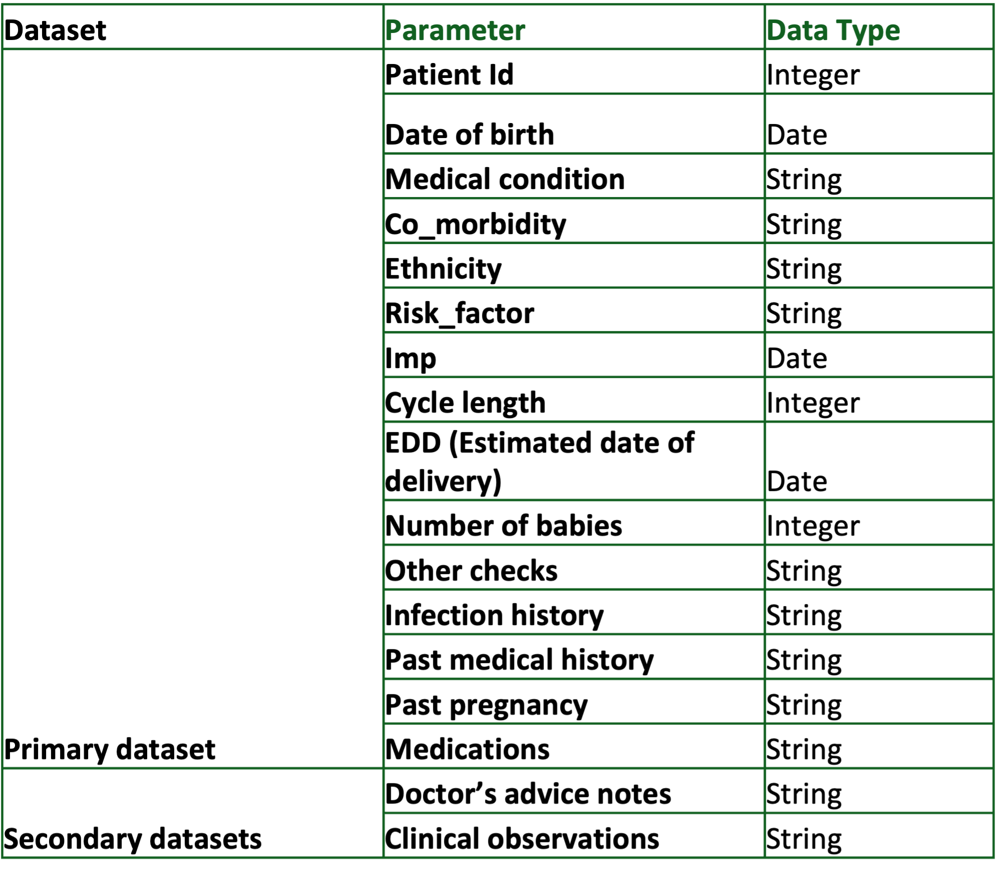 Dataset Parameter Data Type
Patient Id Integer
Date of birth Date
Medical condition String
Co_morbidity String
Ethnicity String
Risk_factor String
Imp Date
Cycle length Integer
EDD (Estimated date of
delivery) Date
Number of babies Integer
Other checks String
Infection history String
Past medical history String
Past pregnancy String
Primary dataset Medications String
Doctor’s advice notes String
Secondary datasets Clinical observations String